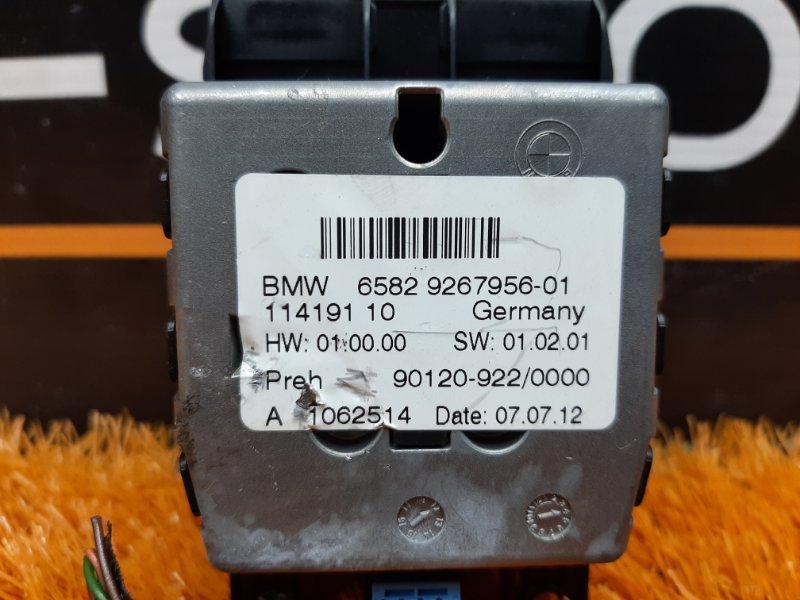 BMW 6582 9267956-01
114191 10 Germany
HW: 01.00.00 SW: 01.02.01
Preh 90120-922/0000
A 1062514 Date: 07.07.12